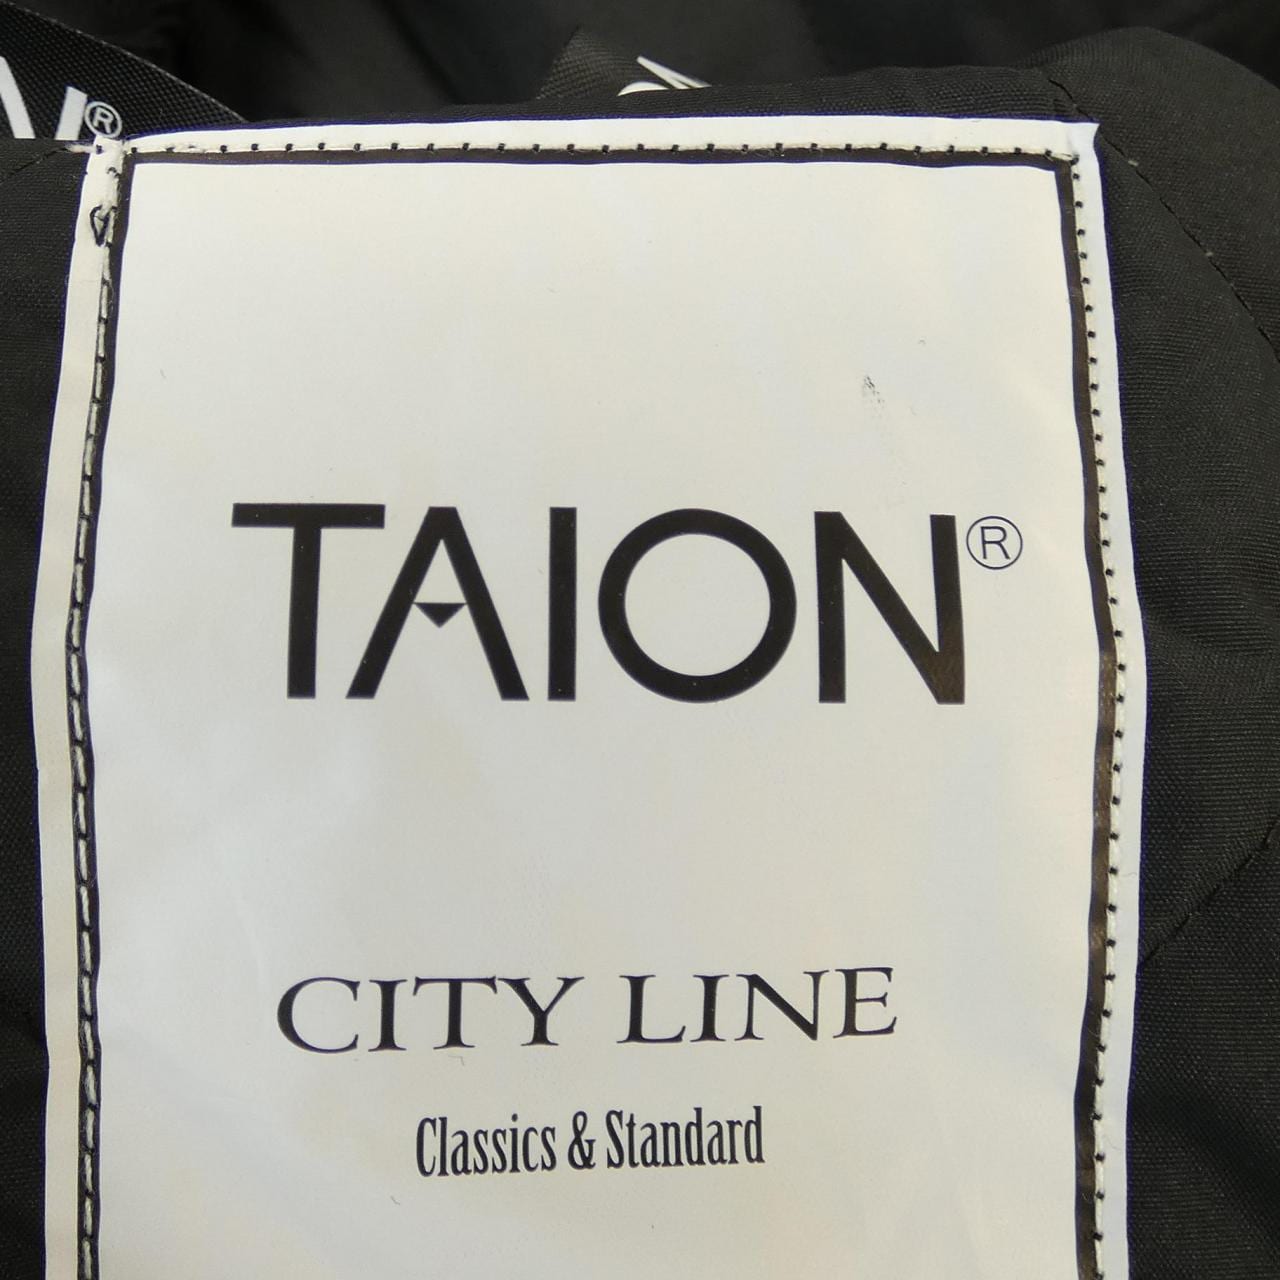 TAION®
CITY LINE
Classics & Standard